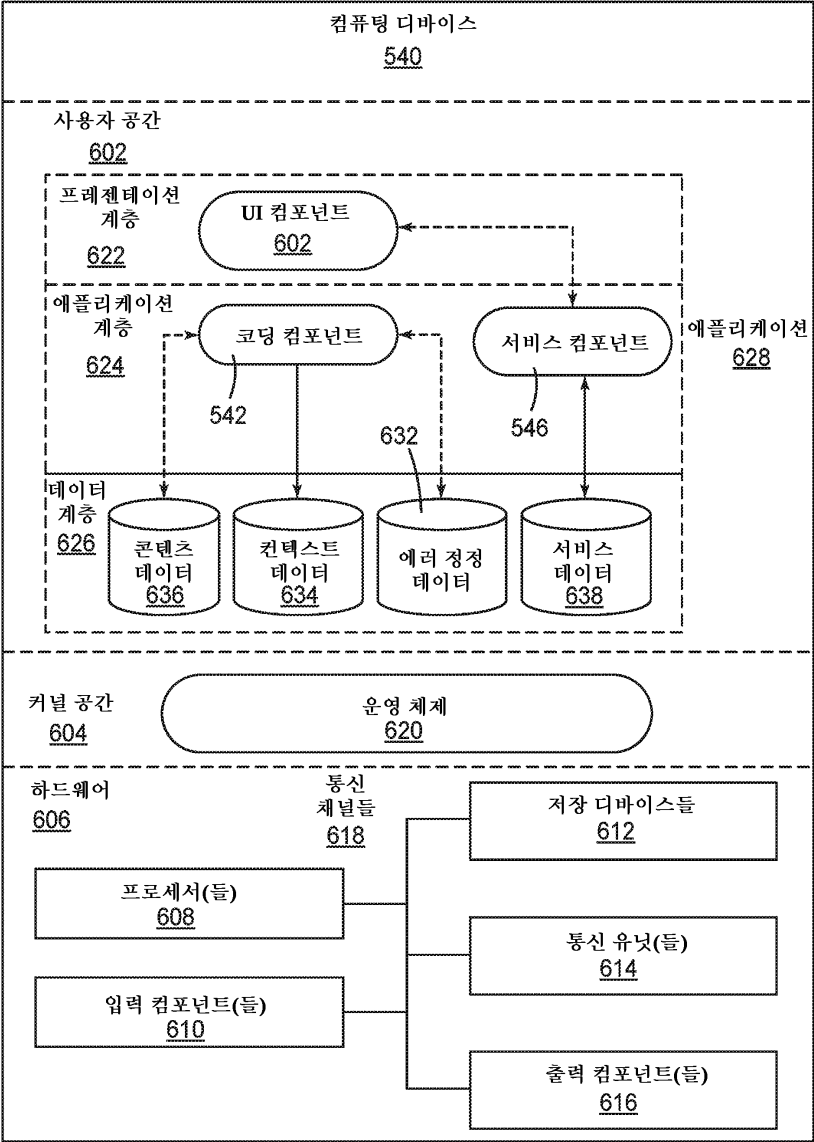 컴퓨팅 디바이스
540
사용자 공간
602
프레젠테이션
계층
622
UI 컴포넌트
602
애플리케이션
계층
624
코딩 컴포넌트
542
서비스 컴포넌트
546
애플리케이션
628
632
데이터
계층
626
콘텐츠
데이터
636
컨텍스트
데이터
634
에러 정정
데이터
서비스
데이터
638
커널 공간
604
운영 체제
620
하드웨어
606
통신
채널들
618
저장 디바이스들
612
프로세서(들)
608
통신 유닛(들)
614
입력 컴포넌트(들)
610
출력 컴포넌트(들)
616